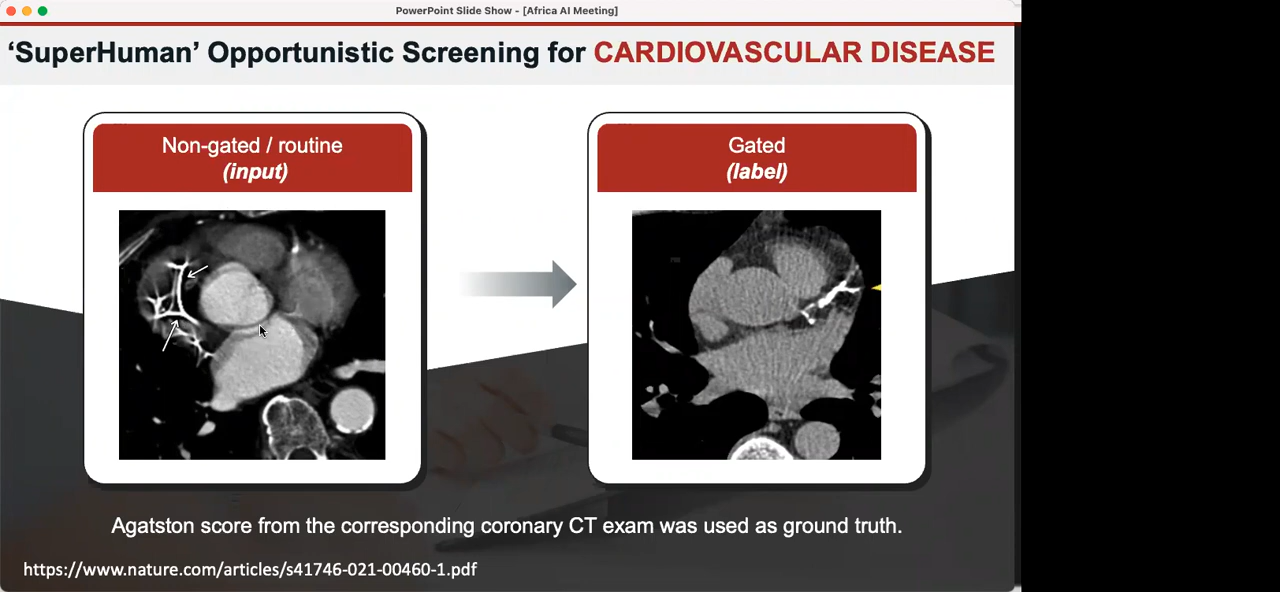 PowerPoint Slide Show - [Africa AI Meeting]
‘SuperHuman’ Opportunistic Screening for CARDIOVASCULAR DISEASE
Non-gated / routine
(input)
Gated
(label)
Agatston score from the corresponding coronary CT exam was used as ground truth.
https://www.nature.com/articles/s41746-021-00460-1.pdf